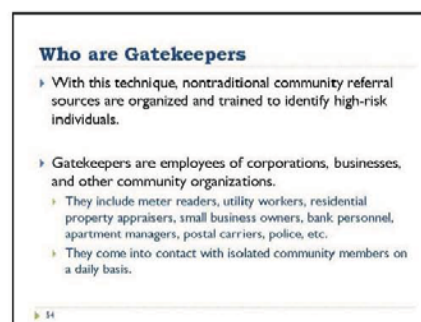 Who are Gatekeepers
With this technique, nontraditional community referral
sources are organized and trained to identify high-risk
individuals.
Gatekeepers are employees of corporations, businesses,
and other community organizations.
They include meter readers, utility workers, residential
property appraisers, small business owners, bank personnel,
apartment managers, postal carriers, police, etc.
They come into contact with isolated community members on
a daily basis.
54